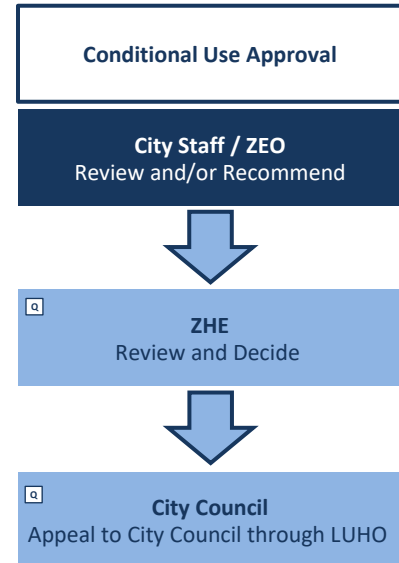 Conditional Use Approval
City Staff / ZEO
Review and/or Recommend
Q
ZHE
Review and Decide
Q
City Council
Appeal to City Council through LUHO